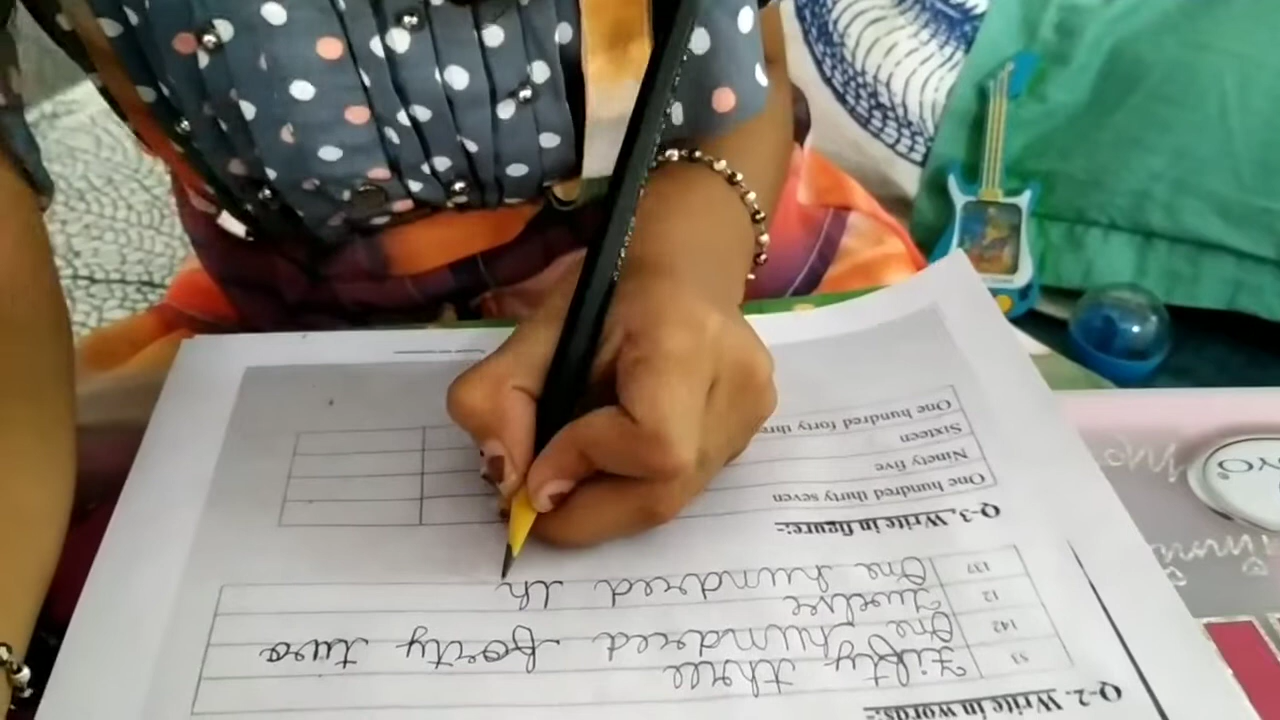 Q-2. Write in words:-
53 Fifty three
142 One hundred forty two
12 Twelve
137 One hundred th
Q-3. Write in figure:-
One hundred thirty seven
Ninety five
Sixteen
One hundred forty thre